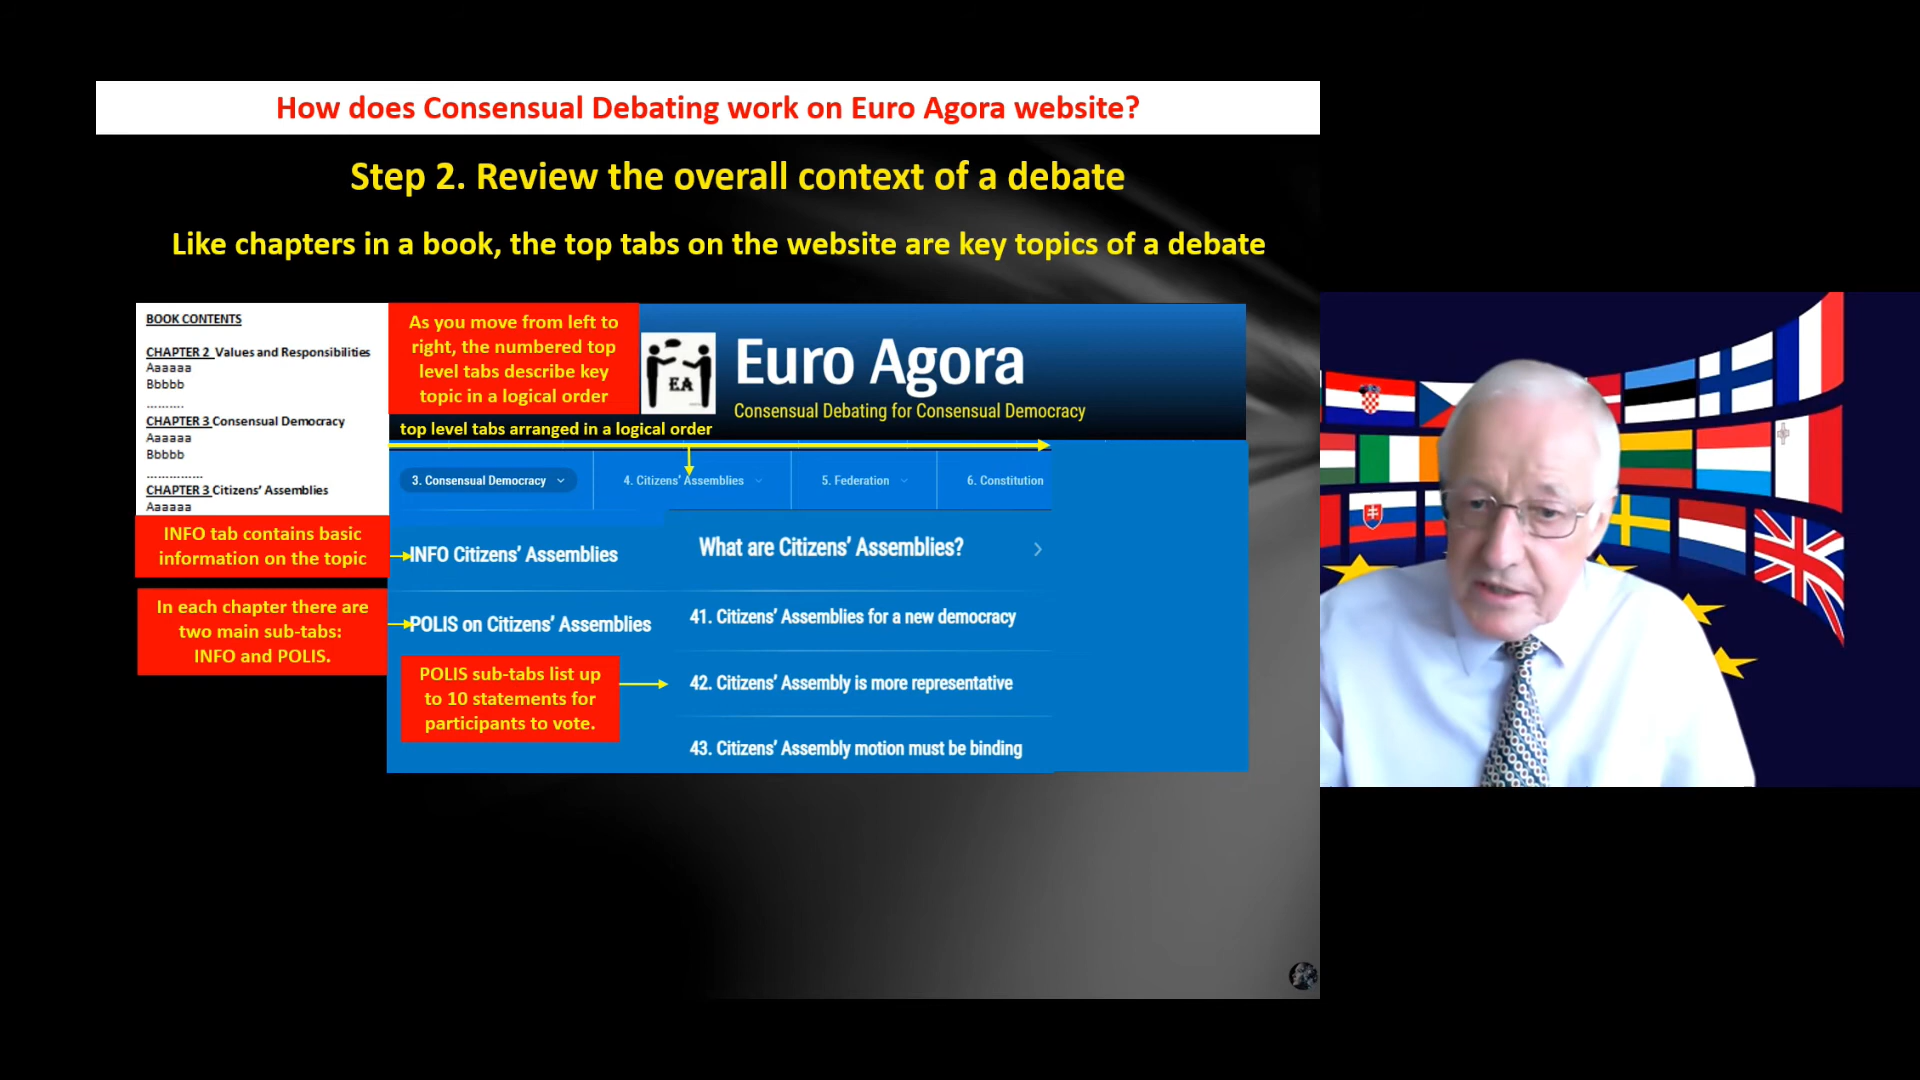 How does Consensual Debating work on Euro Agora website?
Step 2. Review the overall context of a debate
Like chapters in a book, the top tabs on the website are key topics of a debate
BOOK CONTENTS
CHAPTER 2 Values and Responsibilities
Aaaaaa
Bbbbb
..........
CHAPTER 3 Consensual Democracy
Aaaaaa
Bbbbb
...............
CHAPTER 3 Citizens' Assemblies
Aaaaaa
As you move from left to
right, the numbered top
level tabs describe key
topic in a logical order
EA
Euro Agora
Consensual Debating for Consensual Democracy
top level tabs arranged in a logical order
3. Consensual Democracy
4. Citizens' Assemblies
5. Federation
6. Constitution
INFO tab contains basic
information on the topic
INFO Citizens' Assemblies
What are Citizens' Assemblies?
In each chapter there are
two main sub-tabs:
INFO and POLIS.
POLIS on Citizens' Assemblies
41. Citizens' Assemblies for a new democracy
POLIS sub-tabs list up
to 10 statements for
participants to vote.
42. Citizens' Assembly is more representative
43. Citizens' Assembly motion must be binding